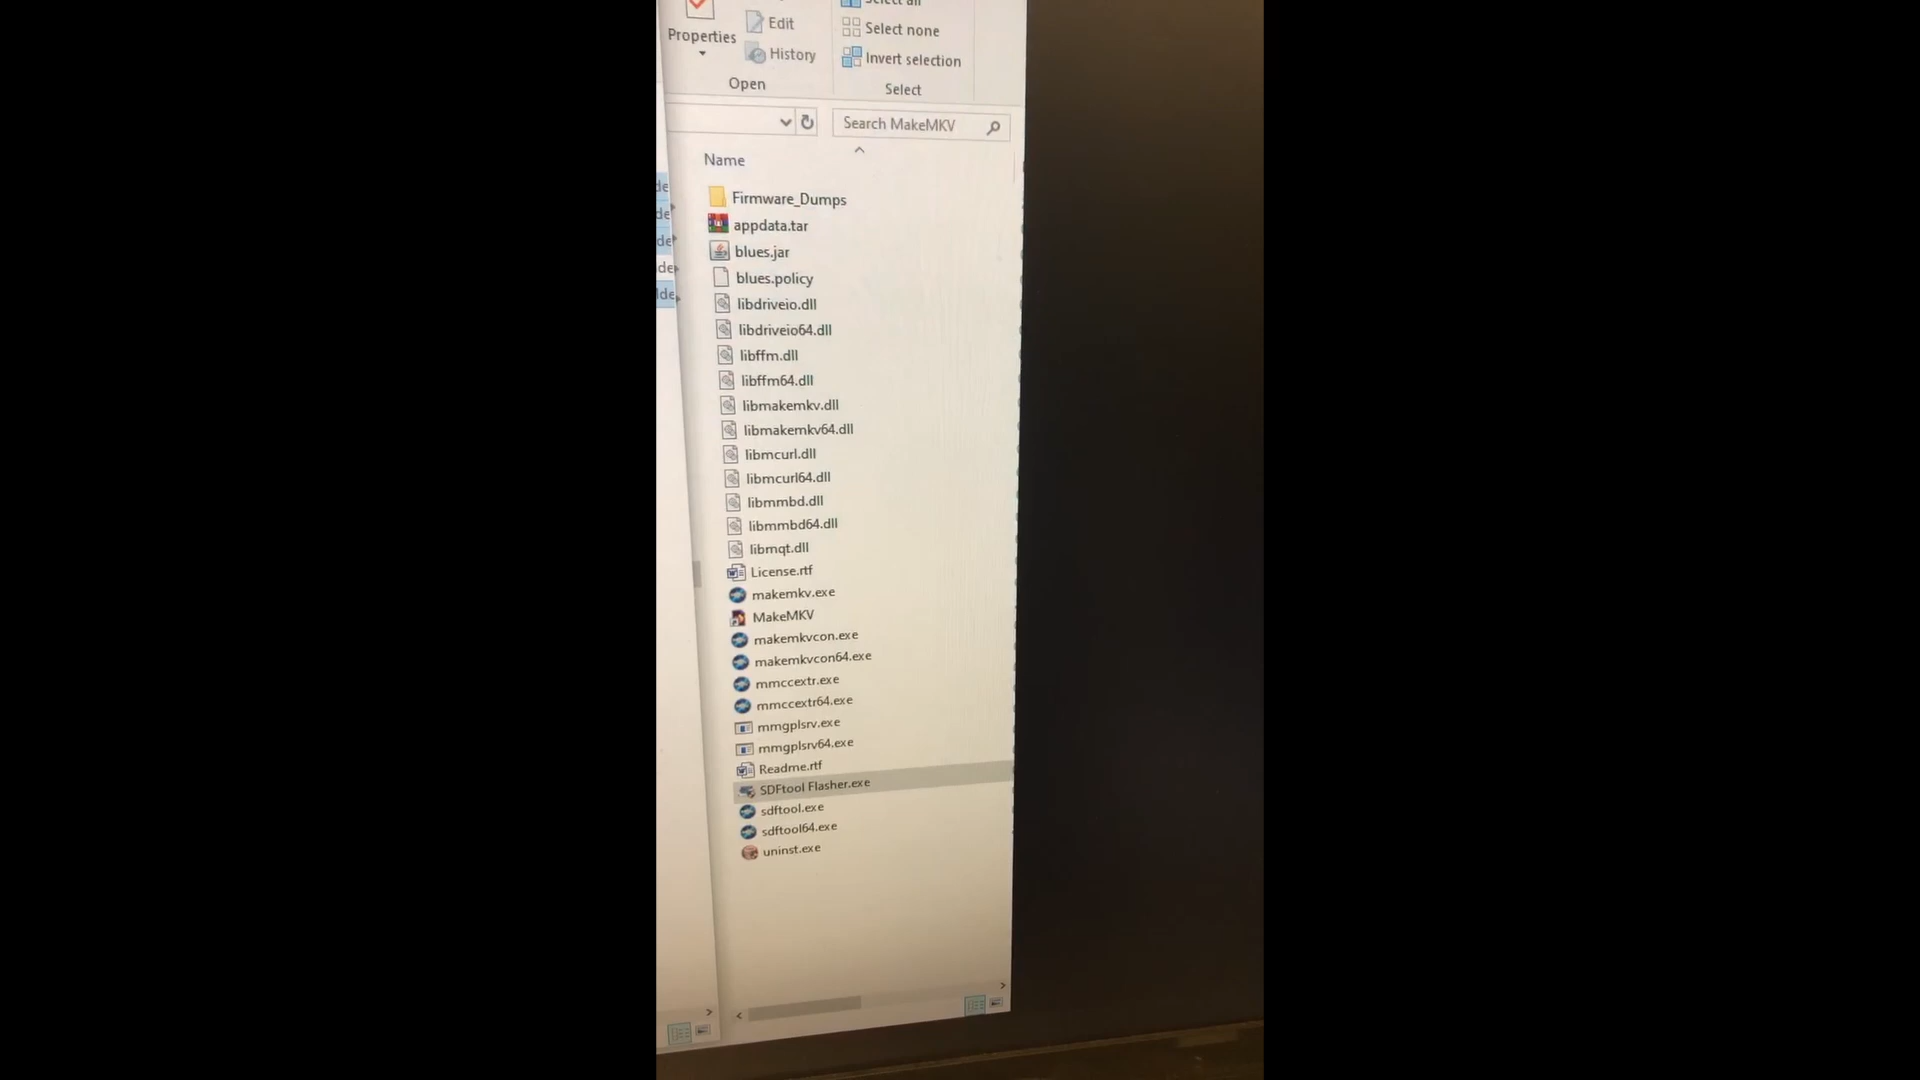 Select all
Edit
Select none
Properties
History
Invert selection
Open
Select
Search MakeMKV
Name
Firmware_Dumps
appdata.tar
blues.jar
blues.policy
libdriveio.dll
libdriveio64.dll
libffm.dll
libffm64.dll
libmakemkv.dll
libmakemkv64.dll
libmcurl.dll
libmcurl64.dll
libmmbd.dll
libmmbd64.dll
libmqt.dll
License.rtf
makemkv.exe
MakeMKV
makemkvcon.exe
makemkvcon64.exe
mmccextr.exe
mmccextr64.exe
mmgplsrv.exe
mmgplsrv64.exe
Readme.rtf
SDFtool Flasher.exe
sdftool.exe
sdftool64.exe
uninst.exe